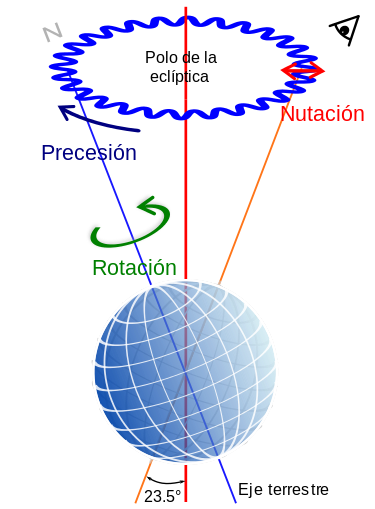 N
Polo de la
eclíptica
Nutación
Precesión
Rotación
23.5°
Eje terrestre